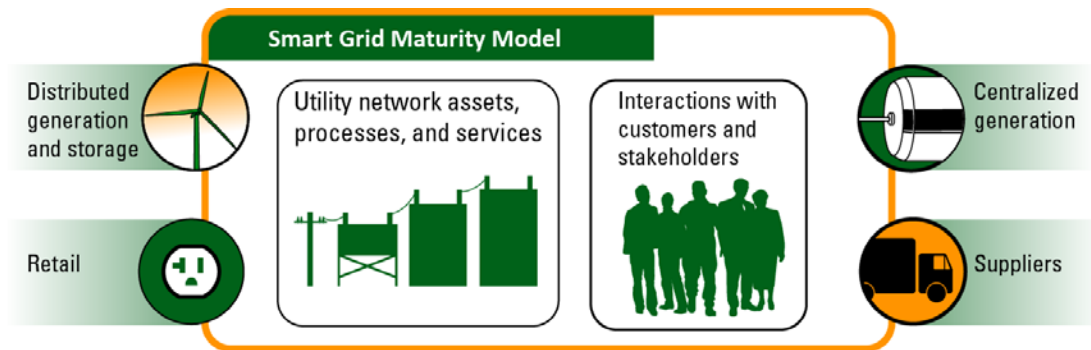 Smart Grid Maturity Model
Distributed
generation
and storage
Retail
Utility network assets,
processes, and services
Interactions with
customers and
stakeholders
Centralized
generation
Suppliers